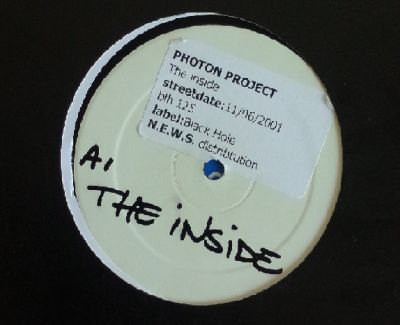 PHOTON PROJECT
The inside
streetdate:11/06/2001
blh 125
label:Black Hole
N.E.W.S. distribution
A1
THE INSIDE